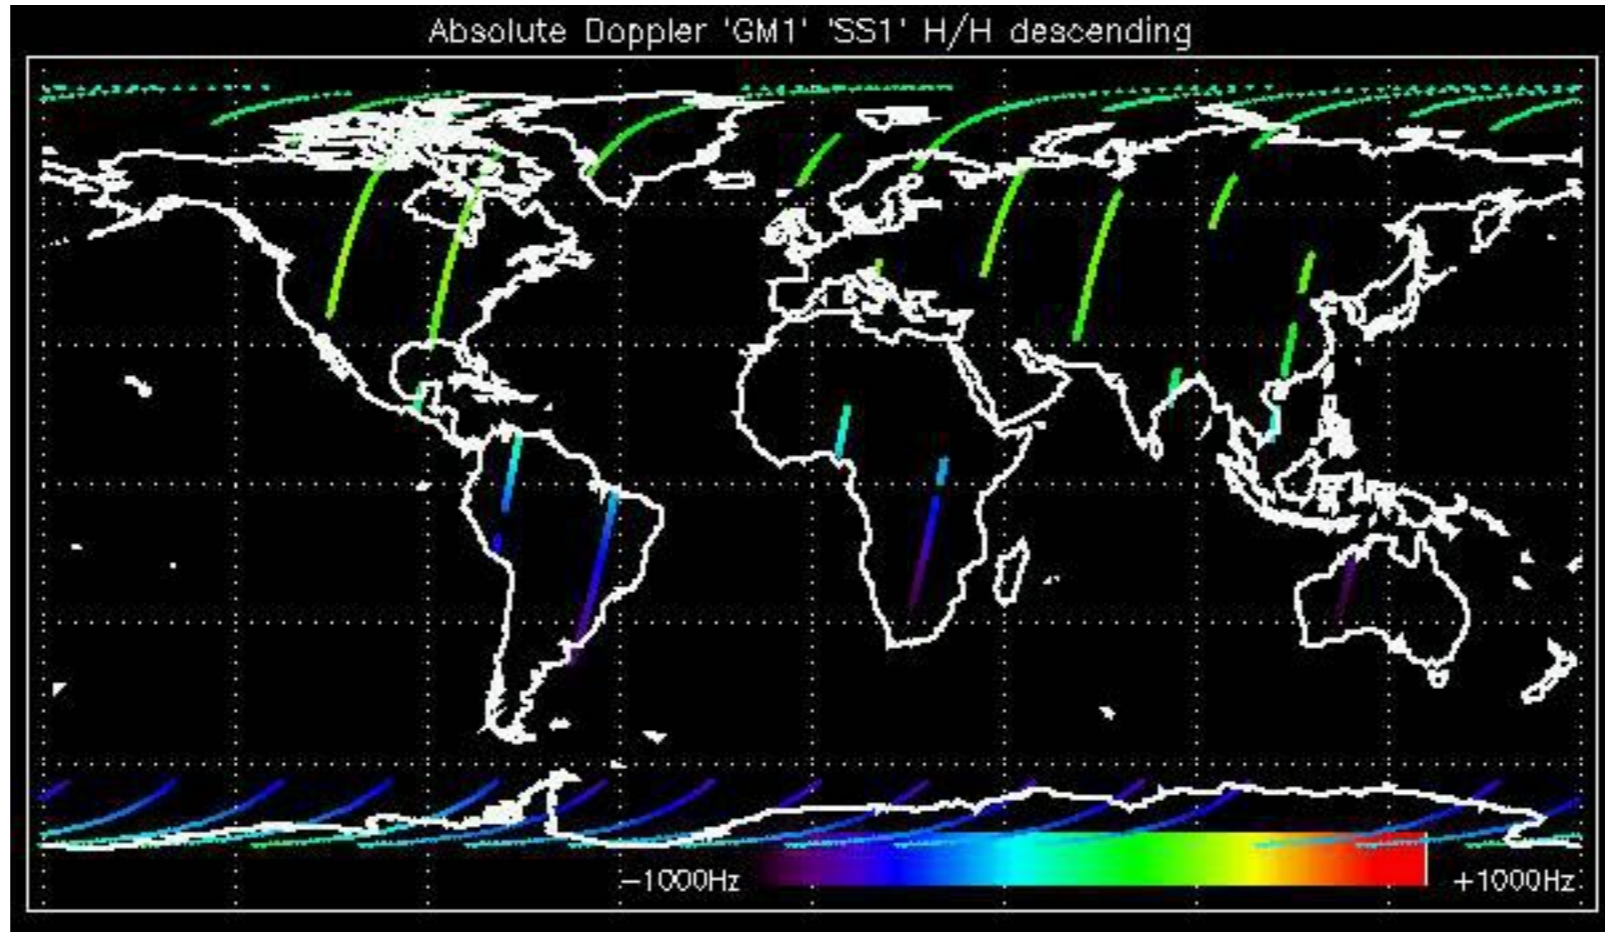 Absolute Doppler 'GM1' 'SS1' H/H descending
−1000Hz +1000Hz